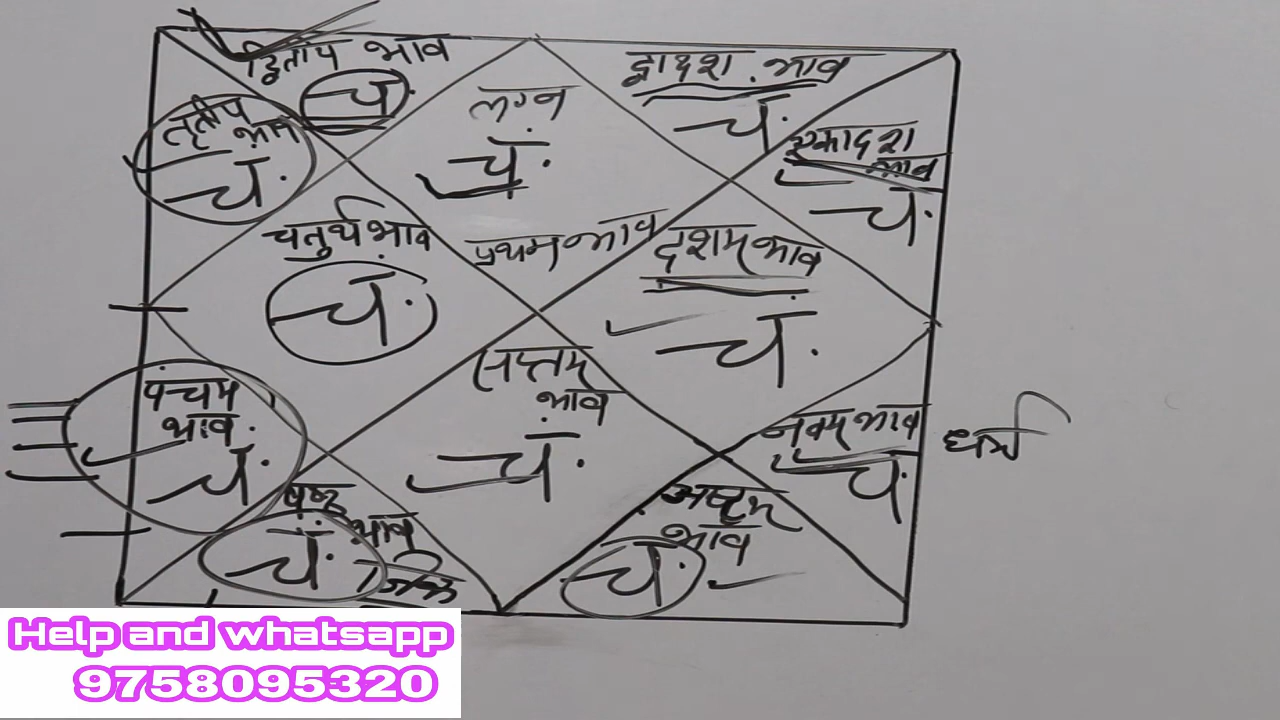 द्वितीय भाव
चं.
लग्न
चं.
प्रथम भाव
द्वादश भाव
चं.
एकादश
भाव
चं.
तृतीय
भाव
चं.
चतुर्थ भाव
चं.
दशम भाव
चं.
पंचम
भाव
चं.
सप्तम
भाव
चं.
नवम भाव
चं.
धर्म
षष्ठ
भाव
चं.
अष्टम
भाव
चं.
Help and whatsapp
9758095320